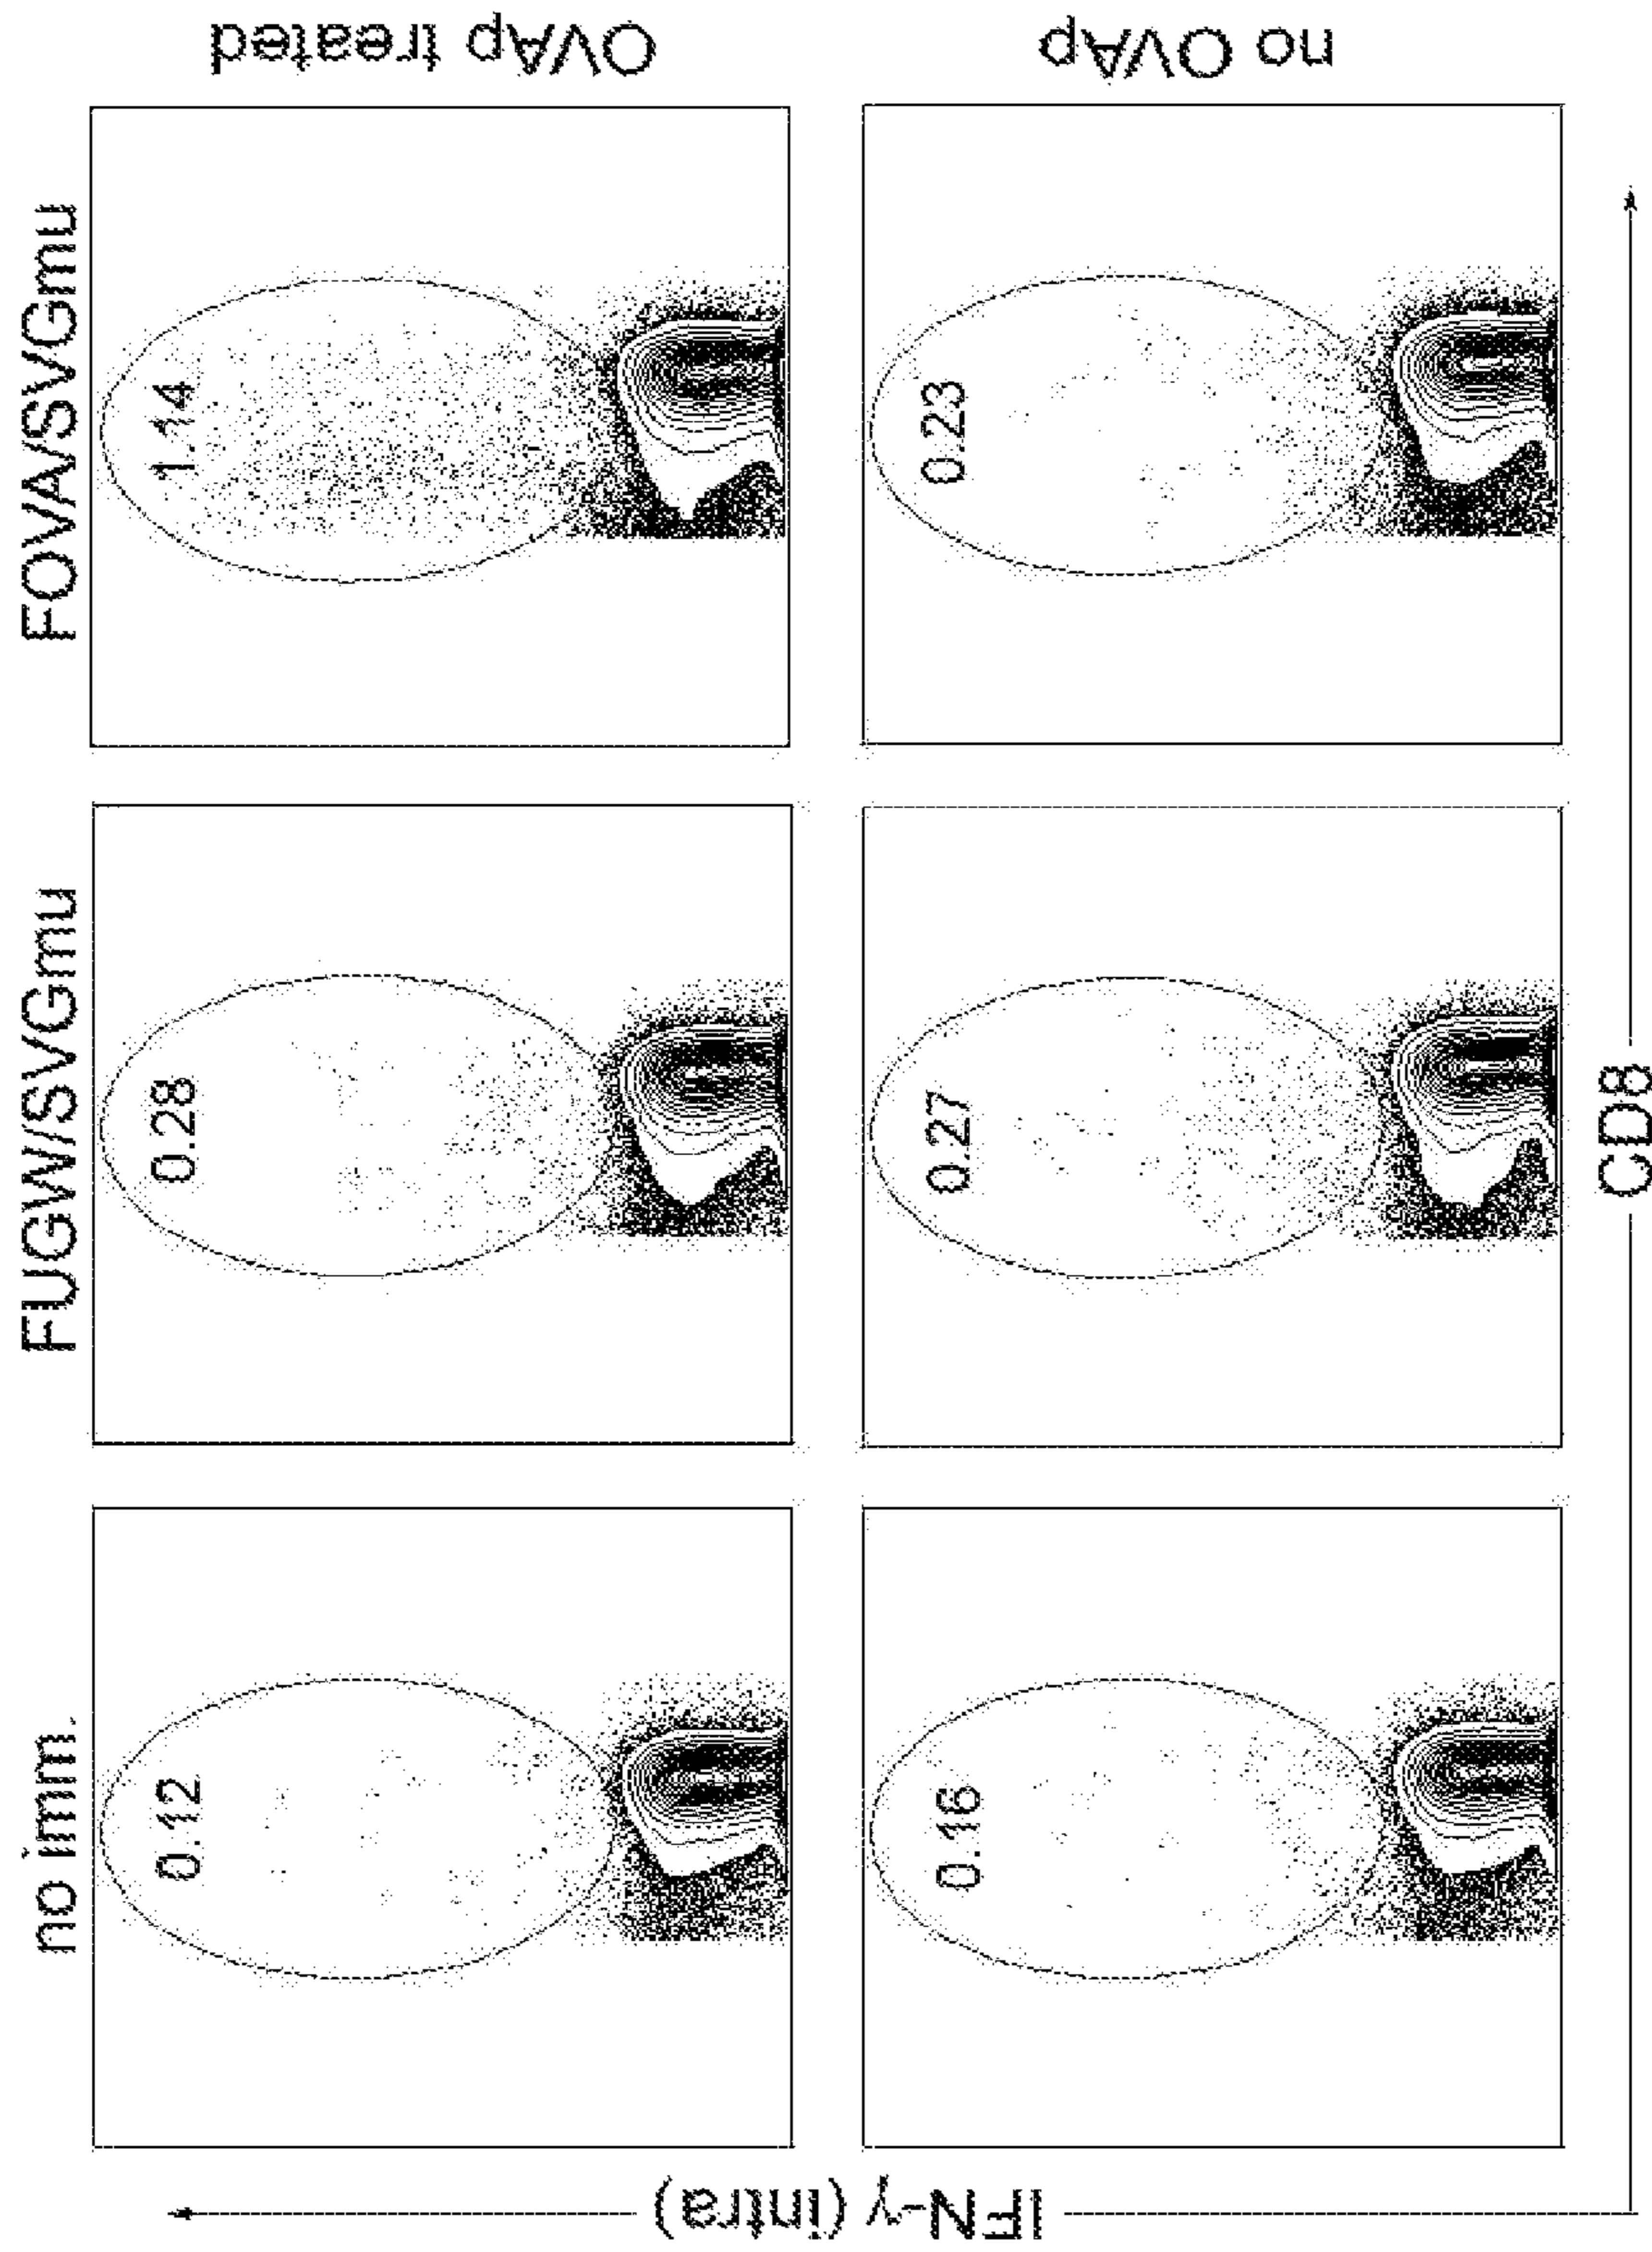 no imm.
FUGW/SVGmu
FOVA/SVGmu
0.12
0.28
1.14
OVAp treated
0.16
0.27
0.23
no OVAp
IFN-γ (intra)
CD8